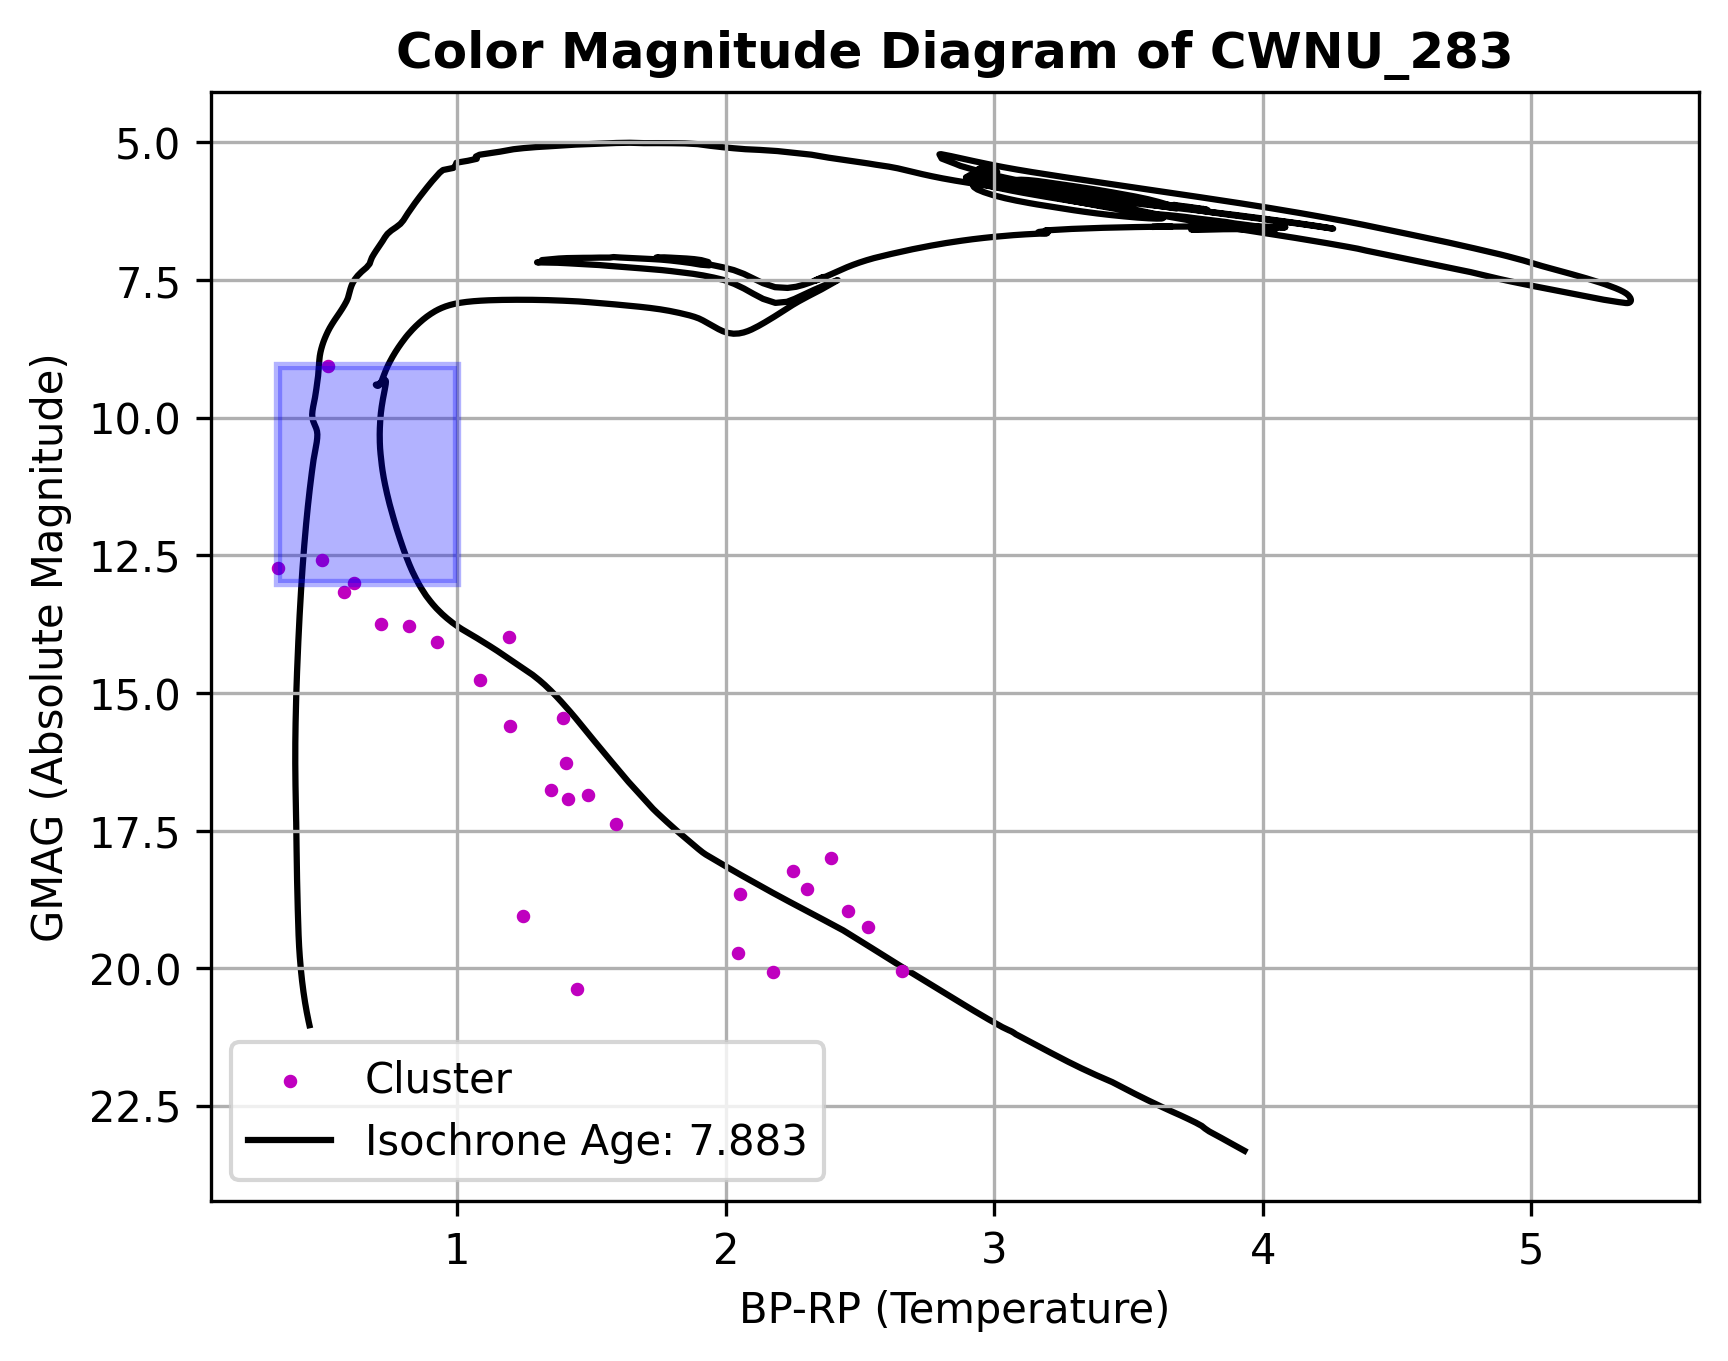 Color Magnitude Diagram of CWNU_283
GMAG (Absolute Magnitude)
5.0
7.5
10.0
12.5
15.0
17.5
20.0
22.5
Cluster
Isochrone Age: 7.883
1 2 3 4 5
BP-RP (Temperature)